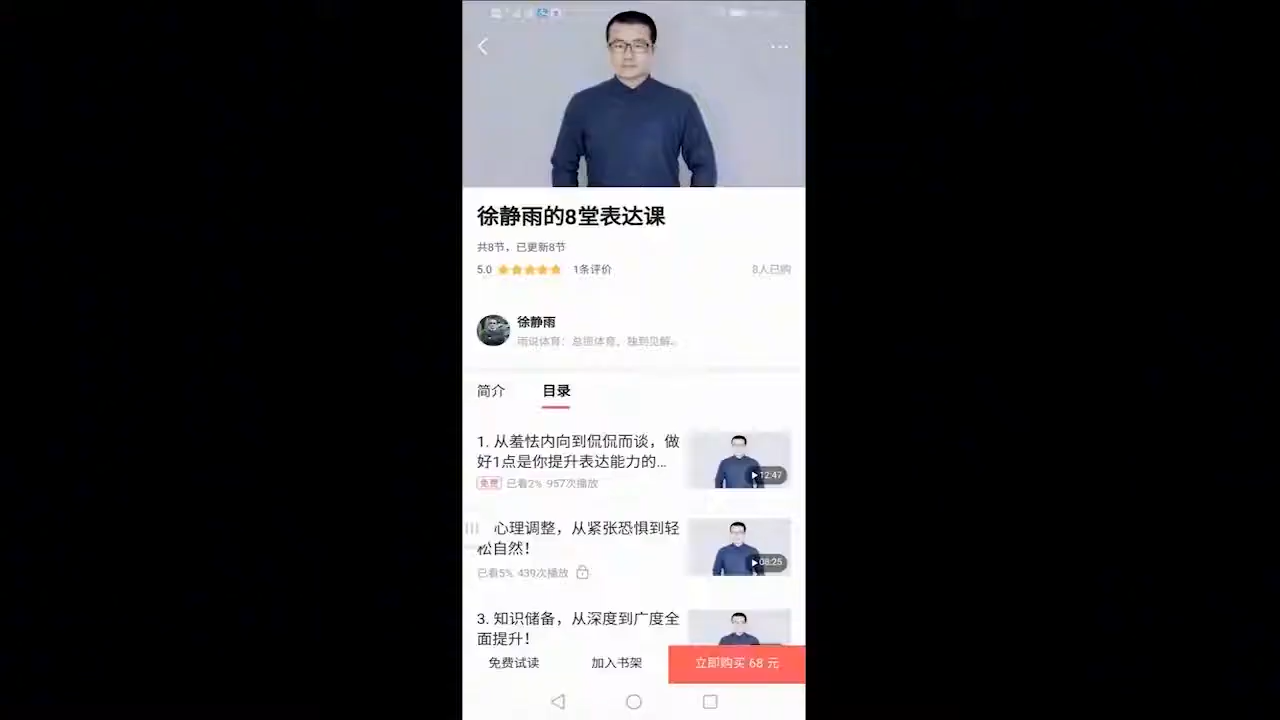 徐静雨的8堂表达课
共8节，已更新8节
5.0 1条评价 8人已购
徐静雨
雨说体育：总揽体育，独到见解。
简介 目录
1. 从羞怯内向到侃侃而谈，做
好1点是你提升表达能力的...
免费 已看2% 957次播放
12:47
心理调整，从紧张恐惧到轻
松自然！
已看5% 439次播放
08:25
3. 知识储备，从深度到广度全
面提升！
免费试读 加入书架 立即购买 68 元